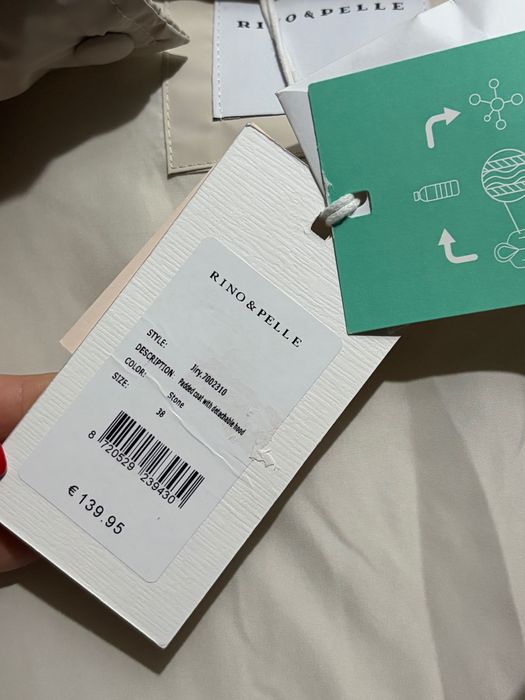 RINO & PELLE
RINO & PELLE
STYLE: Jiry.7002310
DESCRIPTION Padded coat with detachable hood
COLOR: Stone
SIZE: 38
8 720529 239430
€ 139.95